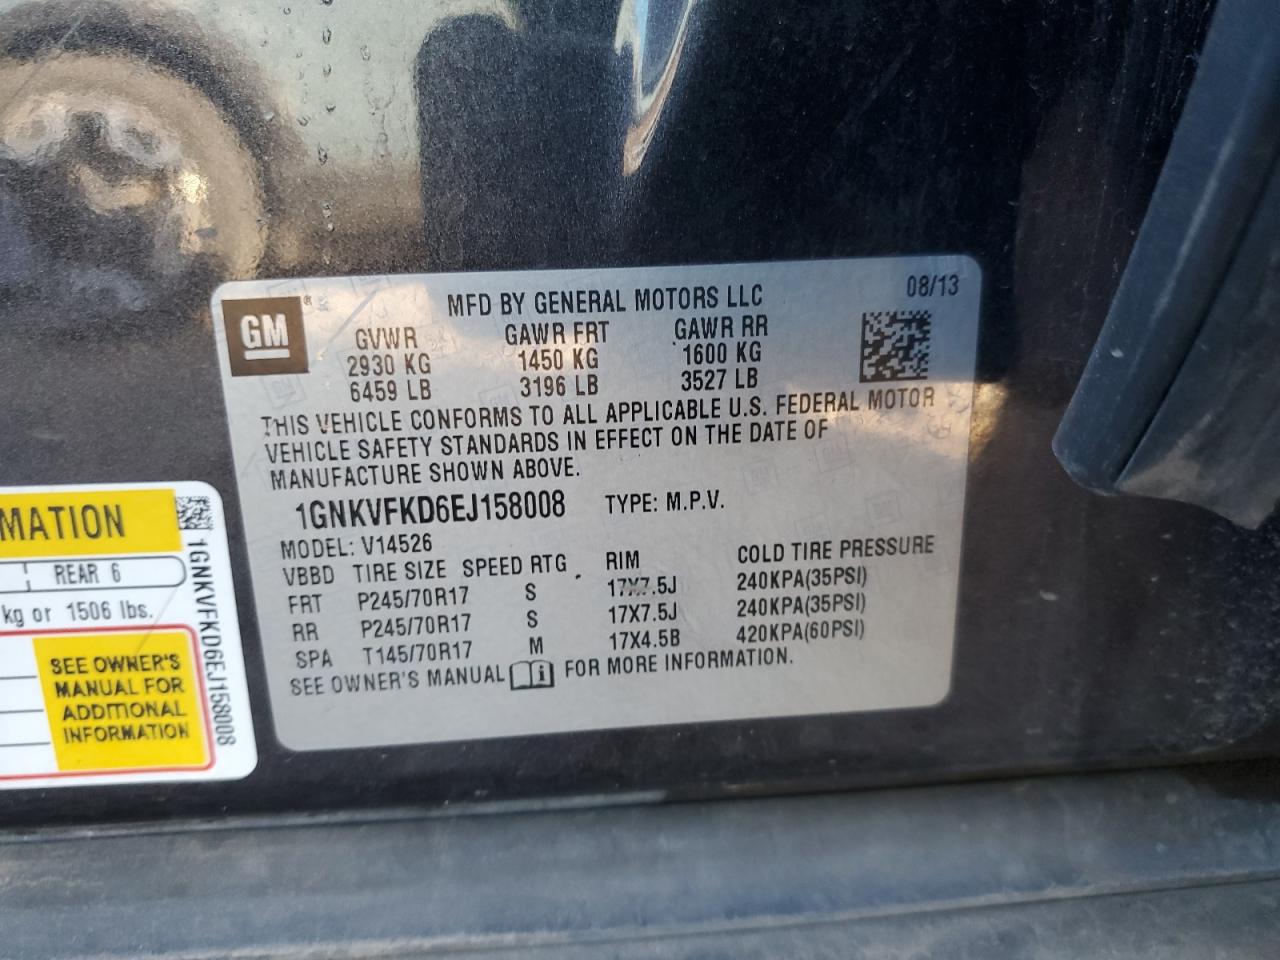 GM ®
MFD BY GENERAL MOTORS LLC 08/13
GVWR GAWR FRT GAWR RR
2930 KG 1450 KG 1600 KG
6459 LB 3196 LB 3527 LB
THIS VEHICLE CONFORMS TO ALL APPLICABLE U.S. FEDERAL MOTOR
VEHICLE SAFETY STANDARDS IN EFFECT ON THE DATE OF
MANUFACTURE SHOWN ABOVE.
1GNKVFKD6EJ158008 TYPE: M.P.V.
MODEL: V14526
VBBD TIRE SIZE SPEED RTG RIM COLD TIRE PRESSURE
FRT P245/70R17 S 17X7.5J 240KPA(35PSI)
RR P245/70R17 S 17X7.5J 240KPA(35PSI)
SPA T145/70R17 M 17X4.5B 420KPA(60PSI)
SEE OWNER'S MANUAL i FOR MORE INFORMATION.
MATION
REAR 6
kg or 1506 lbs.
SEE OWNER'S
MANUAL FOR
ADDITIONAL
INFORMATION
1GNKVFKD6EJ158008